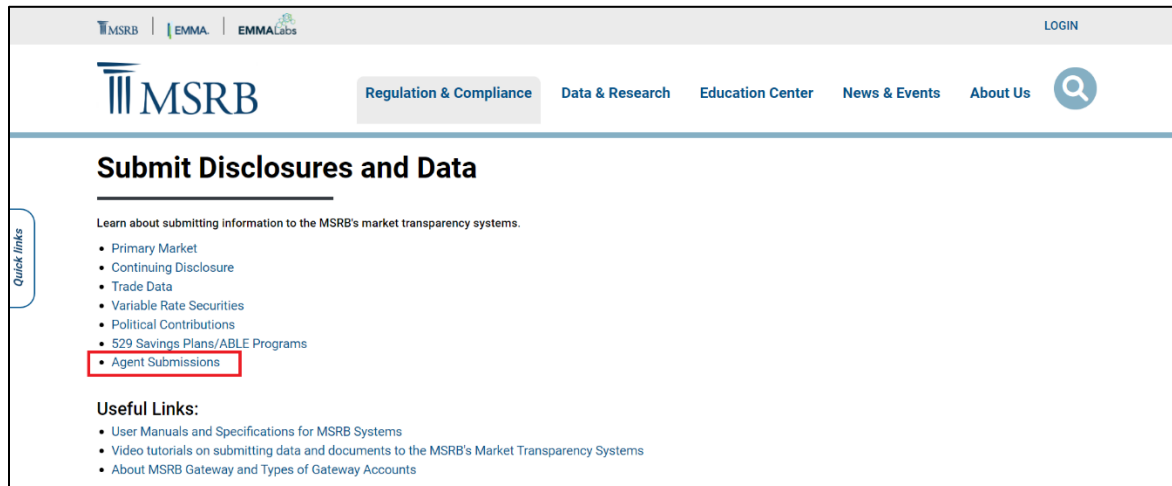 MSRB EMMA. EMMALabs LOGIN
MSRB Regulation & Compliance Data & Research Education Center News & Events About Us
Submit Disclosures and Data
Quick links
Learn about submitting information to the MSRB's market transparency systems.
• Primary Market
• Continuing Disclosure
• Trade Data
• Variable Rate Securities
• Political Contributions
• 529 Savings Plans/ABLE Programs
• Agent Submissions
Useful Links:
• User Manuals and Specifications for MSRB Systems
• Video tutorials on submitting data and documents to the MSRB's Market Transparency Systems
• About MSRB Gateway and Types of Gateway Accounts